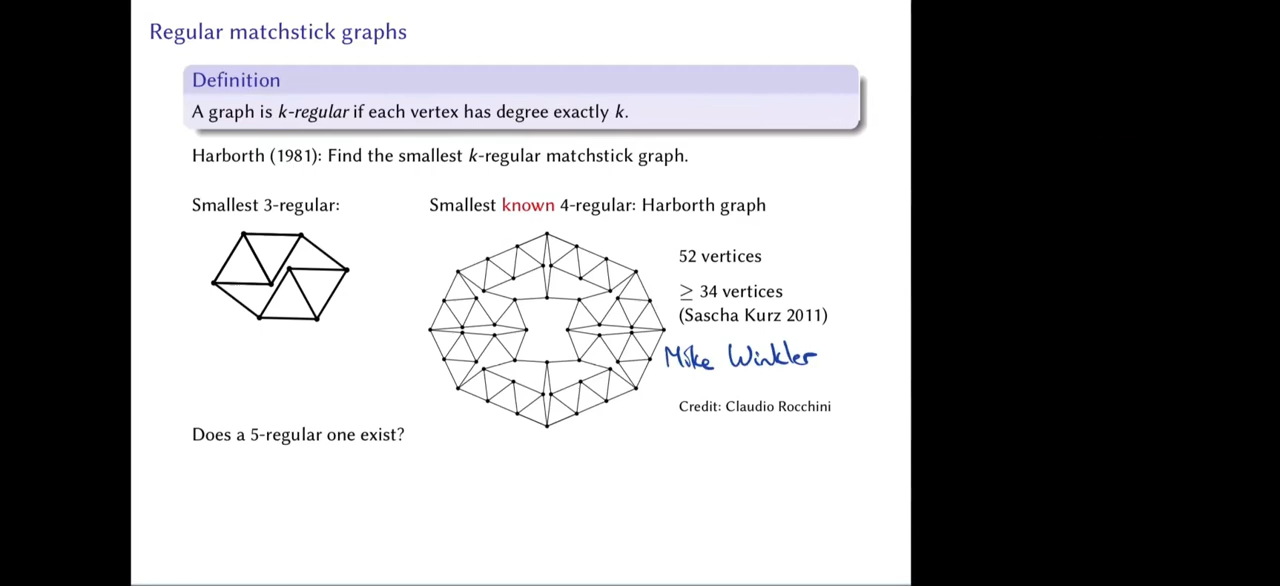 Regular matchstick graphs
Definition
A graph is k-regular if each vertex has degree exactly k.
Harborth (1981): Find the smallest k-regular matchstick graph.
Smallest 3-regular:
Smallest known 4-regular: Harborth graph
52 vertices
≥ 34 vertices
(Sascha Kurz 2011)
Mike Winkler
Credit: Claudio Rocchini
Does a 5-regular one exist?